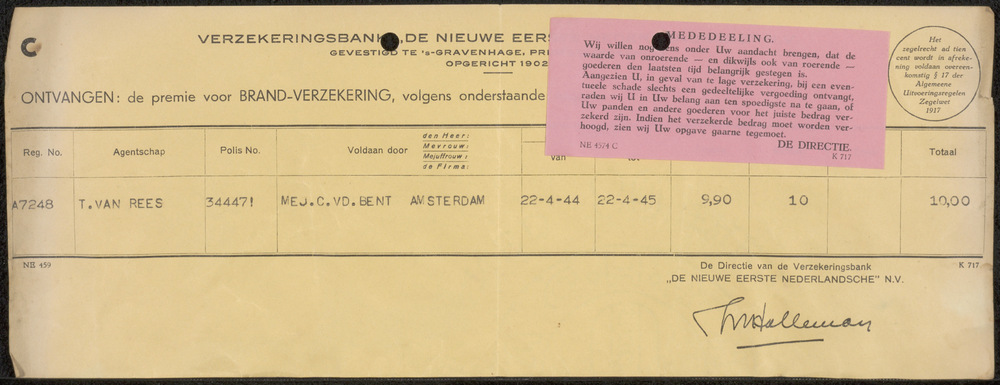 C
VERZEKERINGSBANK „DE NIEUWE EERS
GEVESTIGD TE 's-GRAVENHAGE, PRI
OPGERICHT 1902
ONTVANGEN: de premie voor BRAND-VERZEKERING, volgens onderstaande
MEDEDEELING.
Wij willen nog eens onder Uw aandacht brengen, dat de
waarde van onroerende — en dikwijls ook van roerende —
goederen den laatsten tijd belangrijk gestegen is.
Aangezien U, in geval van te lage verzekering, bij een even-
tueele schade slechts een gedeeltelijke vergoeding ontvangt,
raden wij U in Uw belang aan ten spoedigste na te gaan, of
Uw panden en andere goederen voor het juiste bedrag ver-
zekerd zijn. Indien het verzekerde bedrag moet worden ver-
hoogd, zien wij Uw opgave gaarne tegemoet.
NE 4524 C DE DIRECTIE.
K 717
Het
zegelrecht ad tien
cent wordt in afreke-
ning voldaan overeen-
komstig § 17 der
Algemeene
Uitvoeringsregelen
Zegelwet
1917
Reg. No. Agentschap Polis No. Voldaan door den Heer: Mevrouw: Mejuffrouw: de Firma: van tot Totaal
A7248 T.VAN REES 344471 MEJ.C.VD.BENT AMSTERDAM 22-4-44 22-4-45 9,90 10 10,00
NE 459 K 717
De Directie van de Verzekeringsbank
„DE NIEUWE EERSTE NEDERLANDSCHE" N.V.